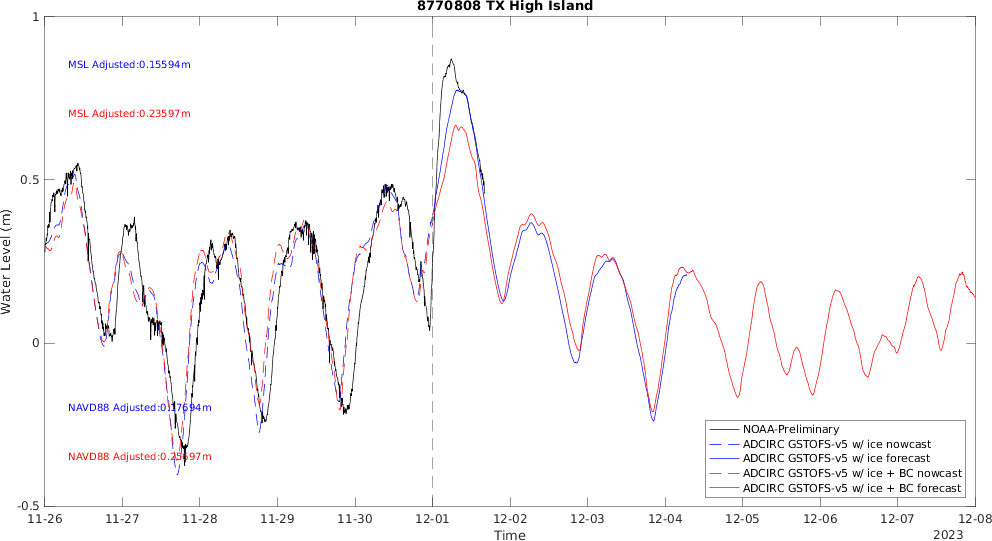 8770808 TX High Island
1
0.5
0
-0.5
Water Level (m)
MSL Adjusted:0.15594m
MSL Adjusted:0.23597m
NAVD88 Adjusted:0.17694m
NAVD88 Adjusted:0.25697m
NOAA-Preliminary
ADCIRC GSTOFS-v5 w/ ice nowcast
ADCIRC GSTOFS-v5 w/ ice forecast
ADCIRC GSTOFS-v5 w/ ice + BC nowcast
ADCIRC GSTOFS-v5 w/ ice + BC forecast
11-26 11-27 11-28 11-29 11-30 12-01 12-02 12-03 12-04 12-05 12-06 12-07 12-08
Time
2023